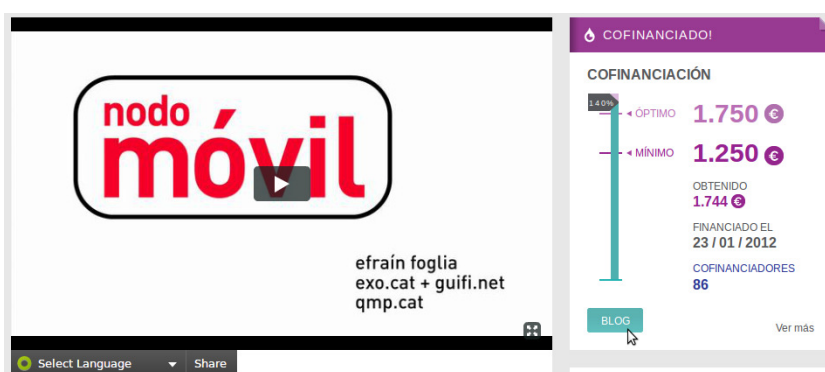 nodo
móvil
efraín foglia
exo.cat + guifi.net
qmp.cat
Select Language
Share
COFINANCIADO!
COFINANCIACIÓN
140%
ÓPTIMO 1.750 €
MÍNIMO 1.250 €
OBTENIDO
1.744 €
FINANCIADO EL
23 / 01 / 2012
COFINANCIADORES
86
BLOG
Ver más